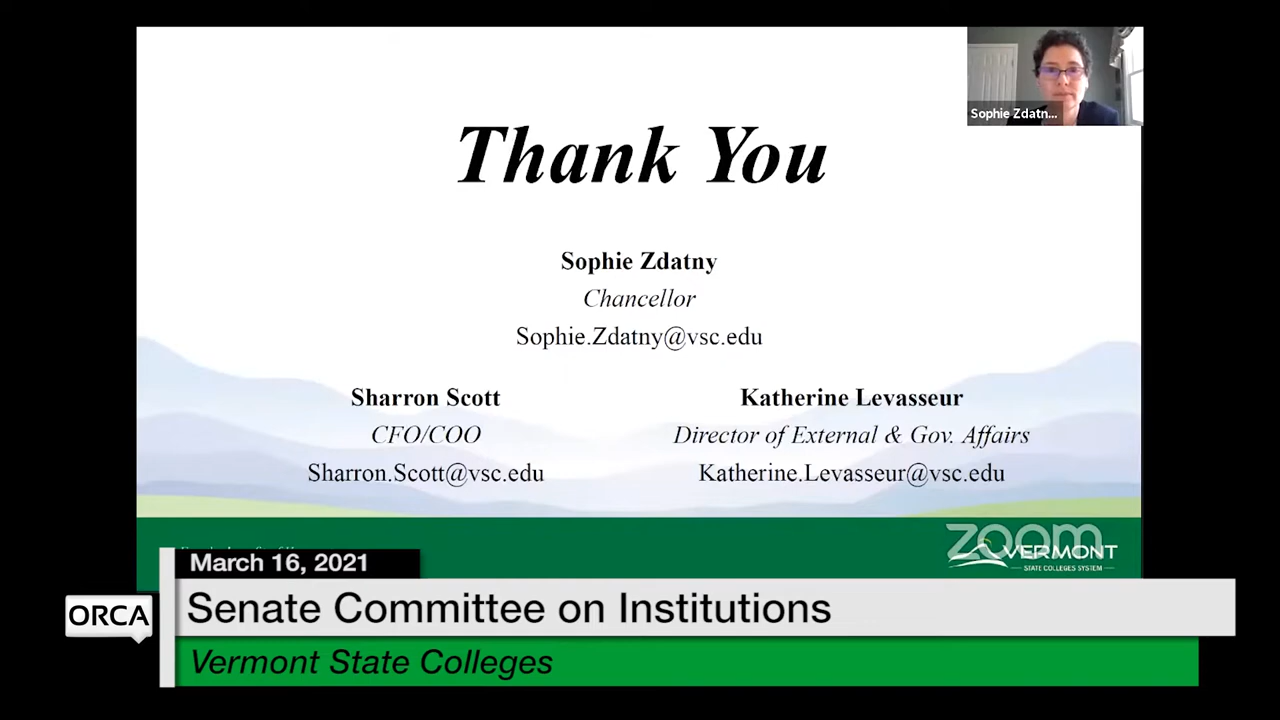 Sophie Zdatn...
Thank You
Sophie Zdatny
Chancellor
Sophie.Zdatny@vsc.edu
Sharron Scott
CFO/COO
Sharron.Scott@vsc.edu
Katherine Levasseur
Director of External & Gov. Affairs
Katherine.Levasseur@vsc.edu
zoom
VERMONT
STATE COLLEGES SYSTEM
March 16, 2021
ORCA
Senate Committee on Institutions
Vermont State Colleges